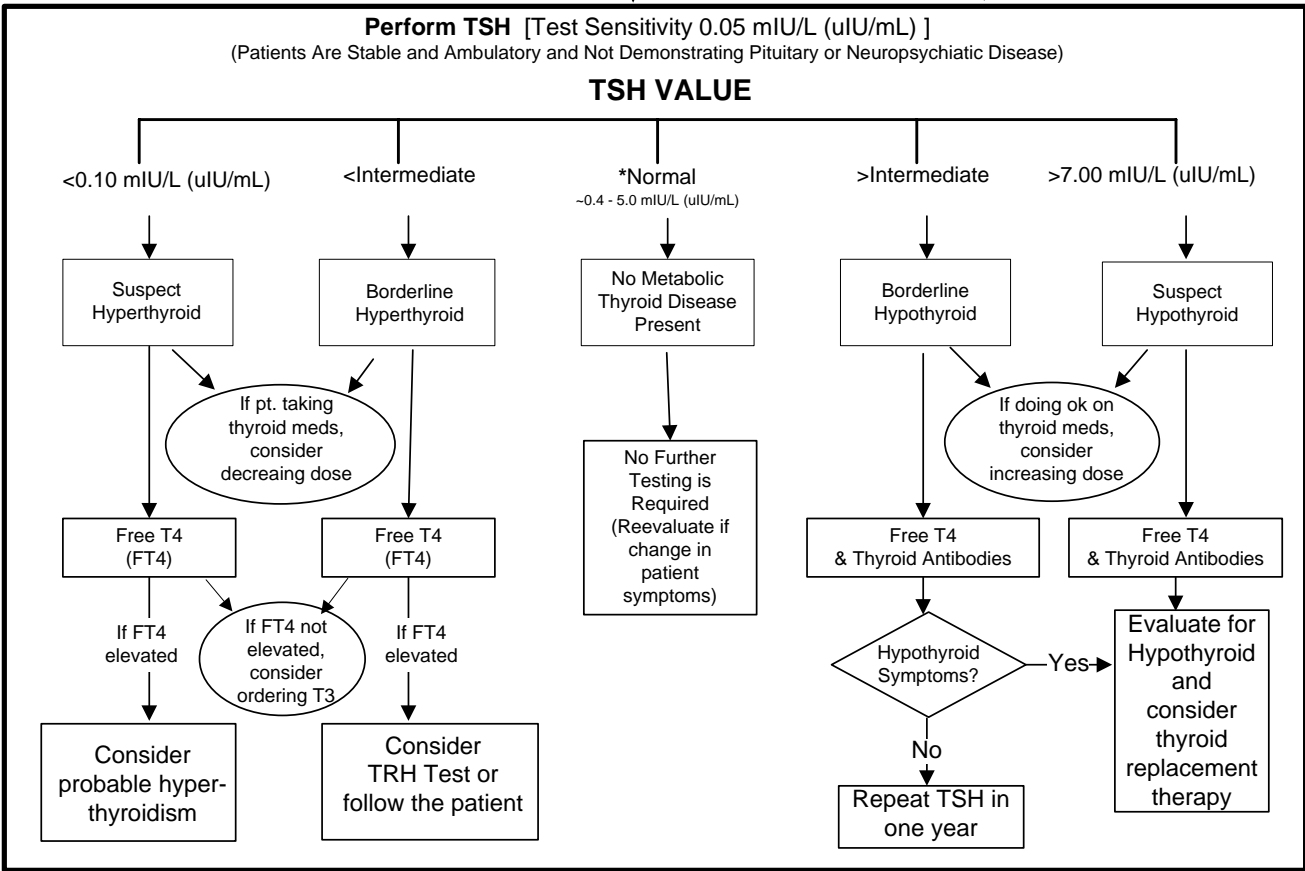 Perform TSH [Test Sensitivity 0.05 mIU/L (uIU/mL) ]
(Patients Are Stable and Ambulatory and Not Demonstrating Pituitary or Neuropsychiatic Disease)
TSH VALUE
<0.10 mIU/L (uIU/mL)
<Intermediate
*Normal
~0.4 - 5.0 mIU/L (uIU/mL)
>Intermediate
>7.00 mIU/L (uIU/mL)
Suspect
Hyperthyroid
Borderline
Hyperthyroid
No Metabolic
Thyroid Disease
Present
Borderline
Hypothyroid
Suspect
Hypothyroid
If pt. taking
thyroid meds,
consider
decreaing dose
If doing ok on
thyroid meds,
consider
increasing dose
No Further
Testing is
Required
(Reevaluate if
change in
patient
symptoms)
Free T4
(FT4)
Free T4
(FT4)
Free T4
& Thyroid Antibodies
Free T4
& Thyroid Antibodies
If FT4
elevated
If FT4 not
elevated,
consider
ordering T3
If FT4
elevated
Hypothyroid
Symptoms?
Yes
No
Evaluate for
Hypothyroid
and
consider
thyroid
replacement
therapy
Consider
probable hyper-
thyroidism
Consider
TRH Test or
follow the patient
Repeat TSH in
one year